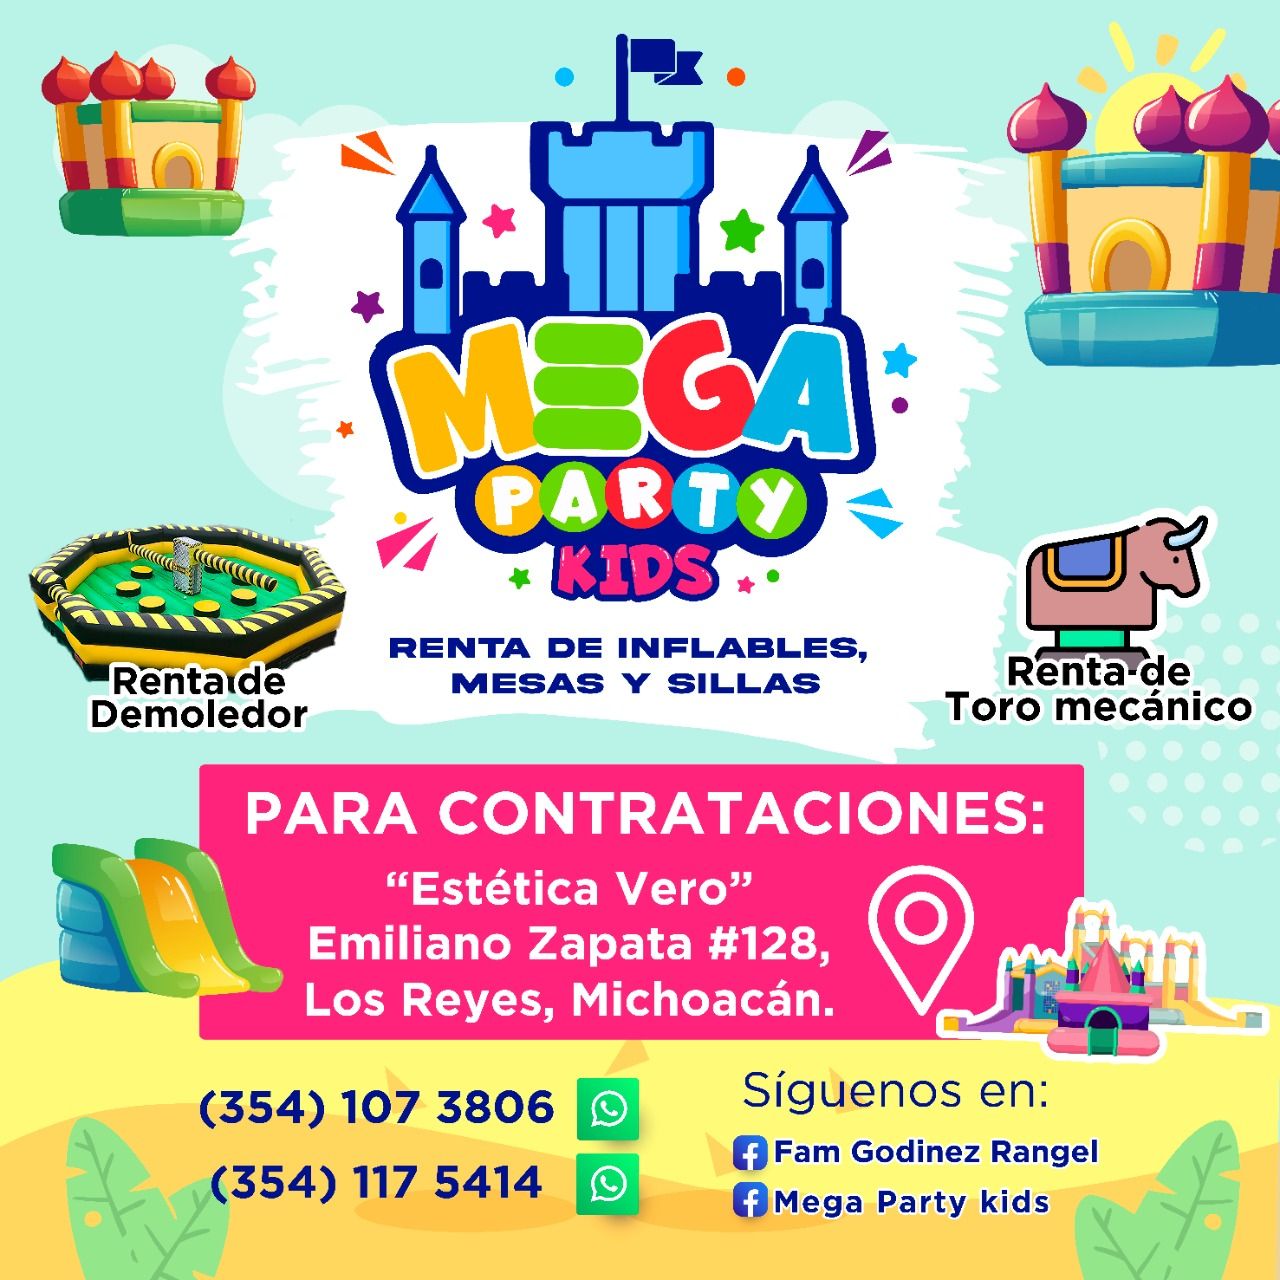 MEGA
PARTY
KIDS
RENTA DE INFLABLES,
MESAS Y SILLAS
Renta de
Demoledor
Renta de
Toro mecánico
PARA CONTRATACIONES:
“Estética Vero”
Emiliano Zapata #128,
Los Reyes, Michoacán.
(354) 107 3806
(354) 117 5414
Síguenos en:
Fam Godinez Rangel
Mega Party kids